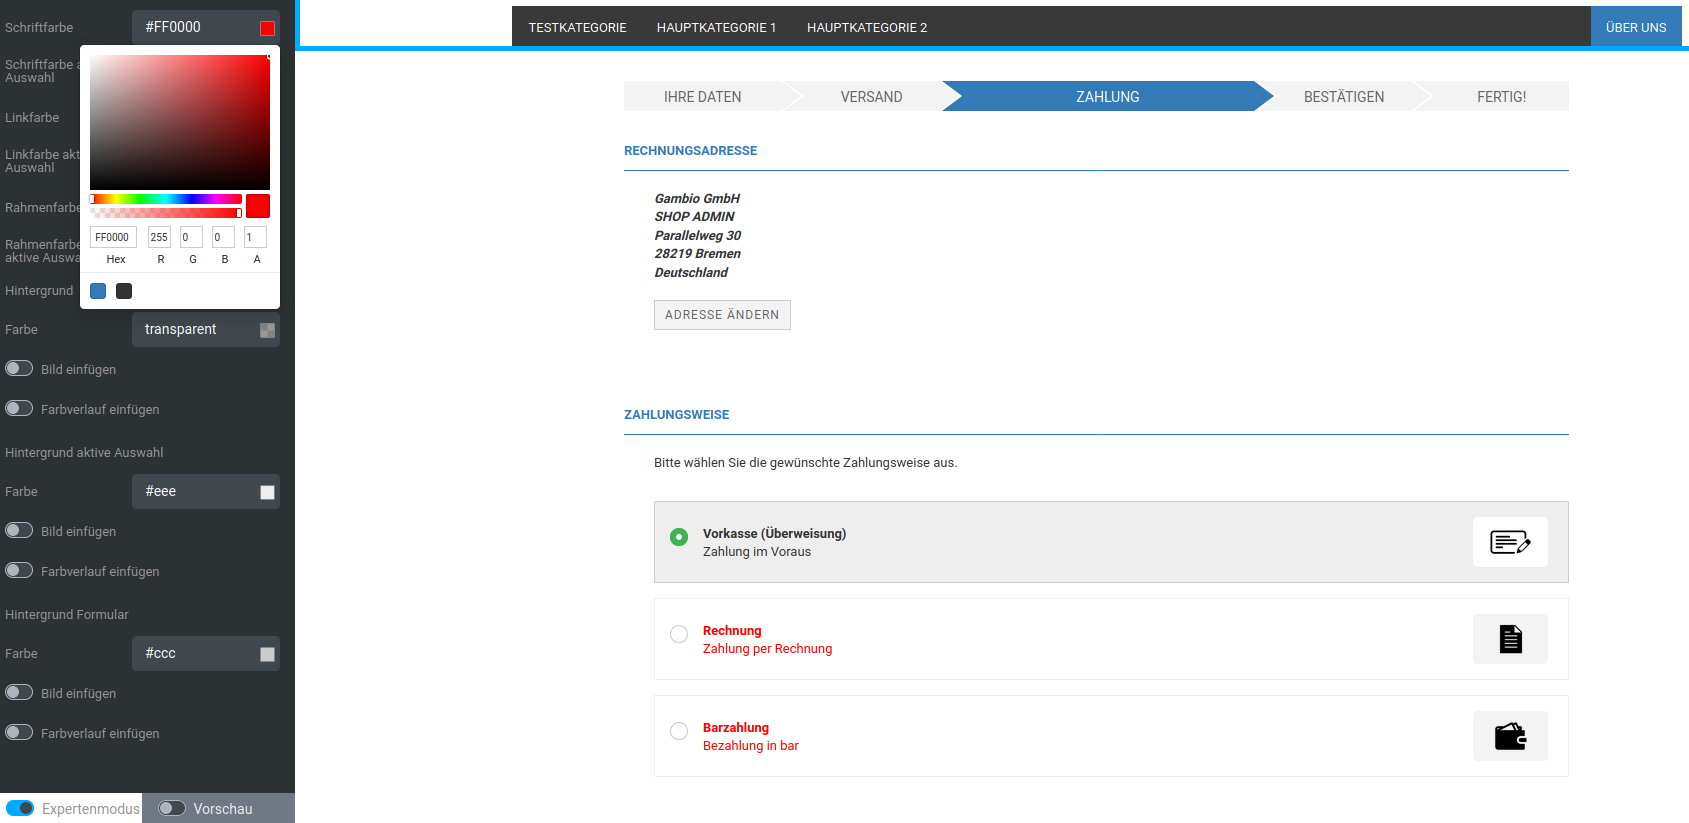 Schriftfarbe
#FF0000
Schriftfarbe a
Auswahl
Linkfarbe
Linkfarbe akt
Auswahl
Rahmenfarbe
Rahmenfarbe
aktive Auswa
FF0000 255 0 0 1
Hex R G B A
Hintergrund
Farbe
transparent
Bild einfügen
Farbverlauf einfügen
Hintergrund aktive Auswahl
Farbe
#eee
Bild einfügen
Farbverlauf einfügen
Hintergrund Formular
Farbe
#ccc
Bild einfügen
Farbverlauf einfügen
Expertenmodus
Vorschau
TESTKATEGORIE HAUPTKATEGORIE 1 HAUPTKATEGORIE 2 ÜBER UNS
IHRE DATEN VERSAND ZAHLUNG BESTÄTIGEN FERTIG!
RECHNUNGSADRESSE
Gambio GmbH
SHOP ADMIN
Parallelweg 30
28219 Bremen
Deutschland
ADRESSE ÄNDERN
ZAHLUNGSWEISE
Bitte wählen Sie die gewünschte Zahlungsweise aus.
Vorkasse (Überweisung)
Zahlung im Voraus
Rechnung
Zahlung per Rechnung
Barzahlung
Bezahlung in bar